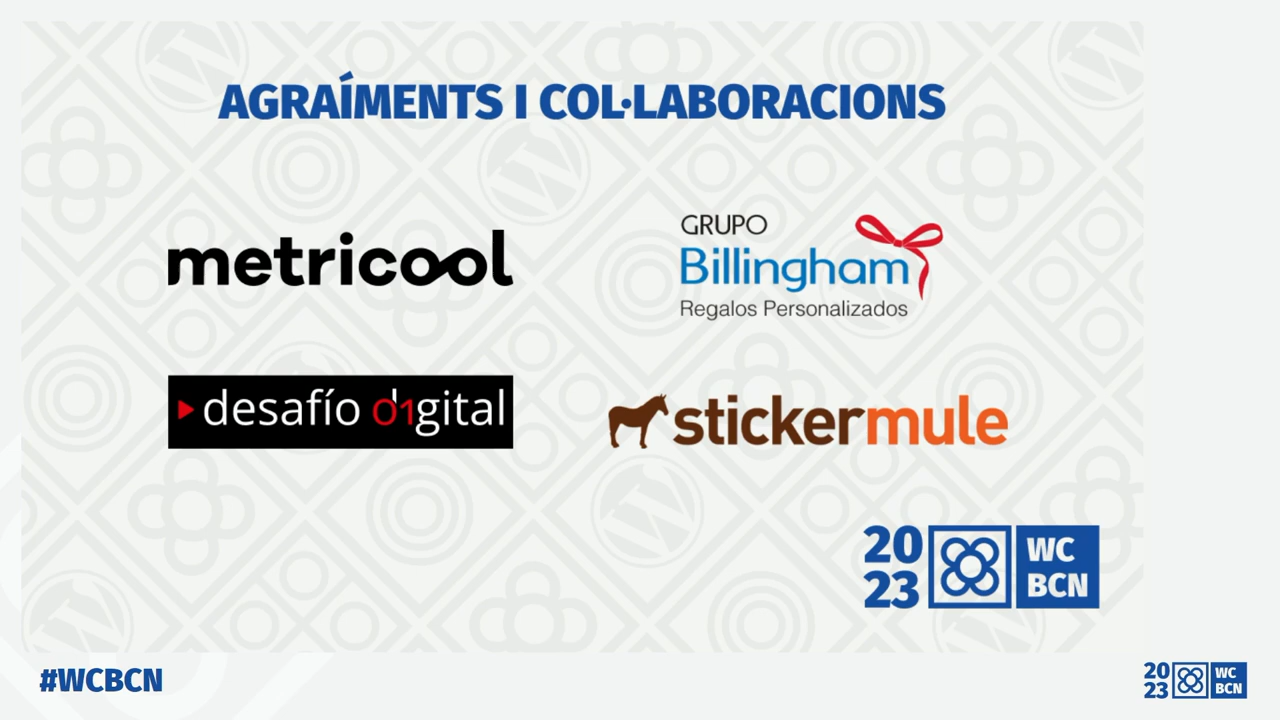 AGRAÍMENTS I COL·LABORACIONS
metricool
GRUPO
Billingham
Regalos Personalizados
desafío d1gital
stickermule
20
23
WC
BCN
#WCBCN
20
23
WC
BCN